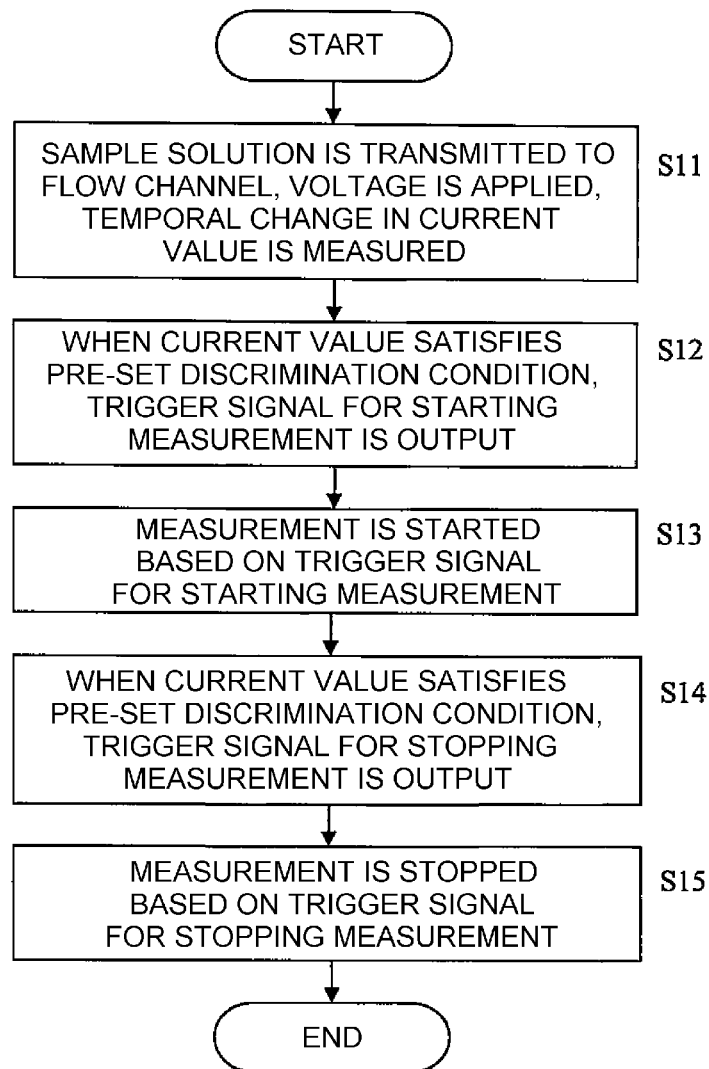 START
SAMPLE SOLUTION IS TRANSMITTED TO
FLOW CHANNEL, VOLTAGE IS APPLIED,
TEMPORAL CHANGE IN CURRENT
VALUE IS MEASURED
S11
WHEN CURRENT VALUE SATISFIES
PRE-SET DISCRIMINATION CONDITION,
TRIGGER SIGNAL FOR STARTING
MEASUREMENT IS OUTPUT
S12
MEASUREMENT IS STARTED
BASED ON TRIGGER SIGNAL
FOR STARTING MEASUREMENT
S13
WHEN CURRENT VALUE SATISFIES
PRE-SET DISCRIMINATION CONDITION,
TRIGGER SIGNAL FOR STOPPING
MEASUREMENT IS OUTPUT
S14
MEASUREMENT IS STOPPED
BASED ON TRIGGER SIGNAL
FOR STOPPING MEASUREMENT
S15
END